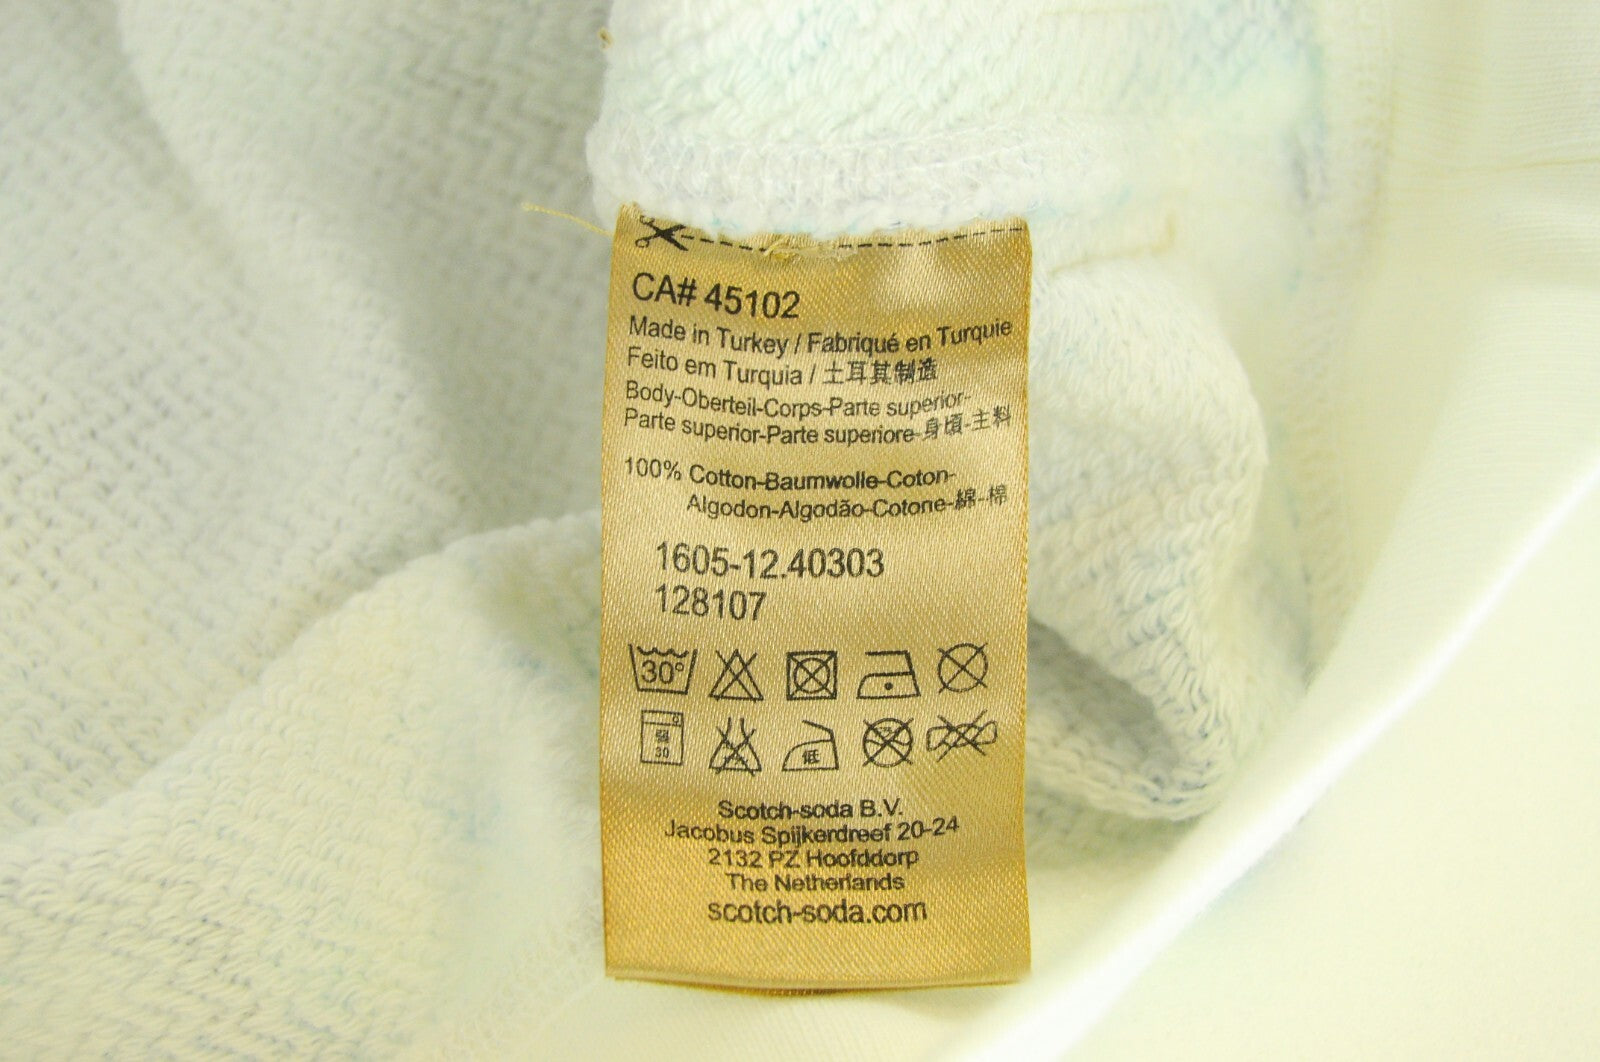 CA# 45102
Made in Turkey / Fabriqué en Turquie
Feito em Turquia / 土耳其制造
Body-Oberteil-Corps-Parte superior-
Parte superior-Parte superiore-身頃-主料
100% Cotton-Baumwolle-Coton-
Algodon-Algodão-Cotone-綿-棉
1605-12.40303
128107
30°
弱
30
低
Scotch-soda B.V.
Jacobus Spijkerdreef 20-24
2132 PZ Hoofddorp
The Netherlands
scotch-soda.com